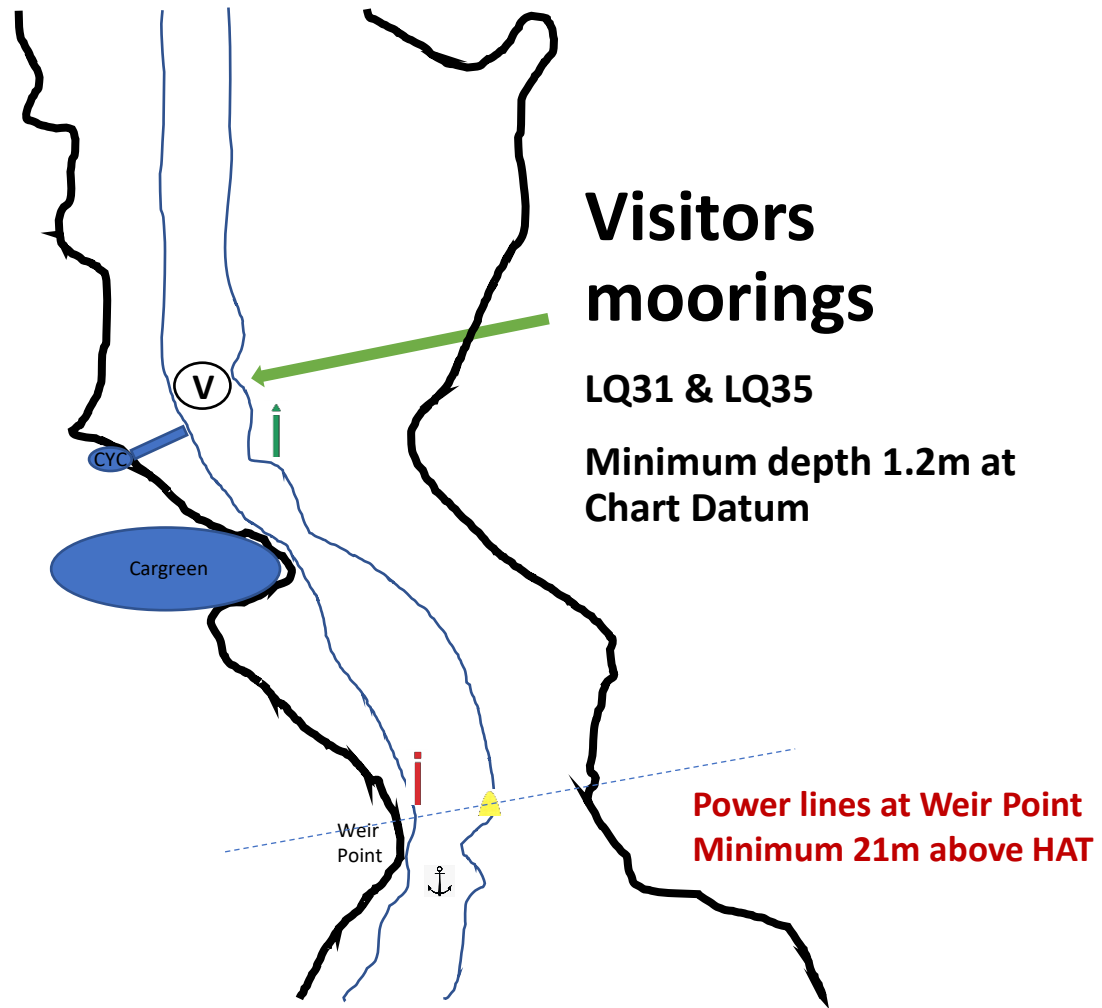 Visitors
moorings
LQ31 & LQ35
Minimum depth 1.2m at
Chart Datum
V
CYC
Cargreen
Weir
Point
Power lines at Weir Point
Minimum 21m above HAT